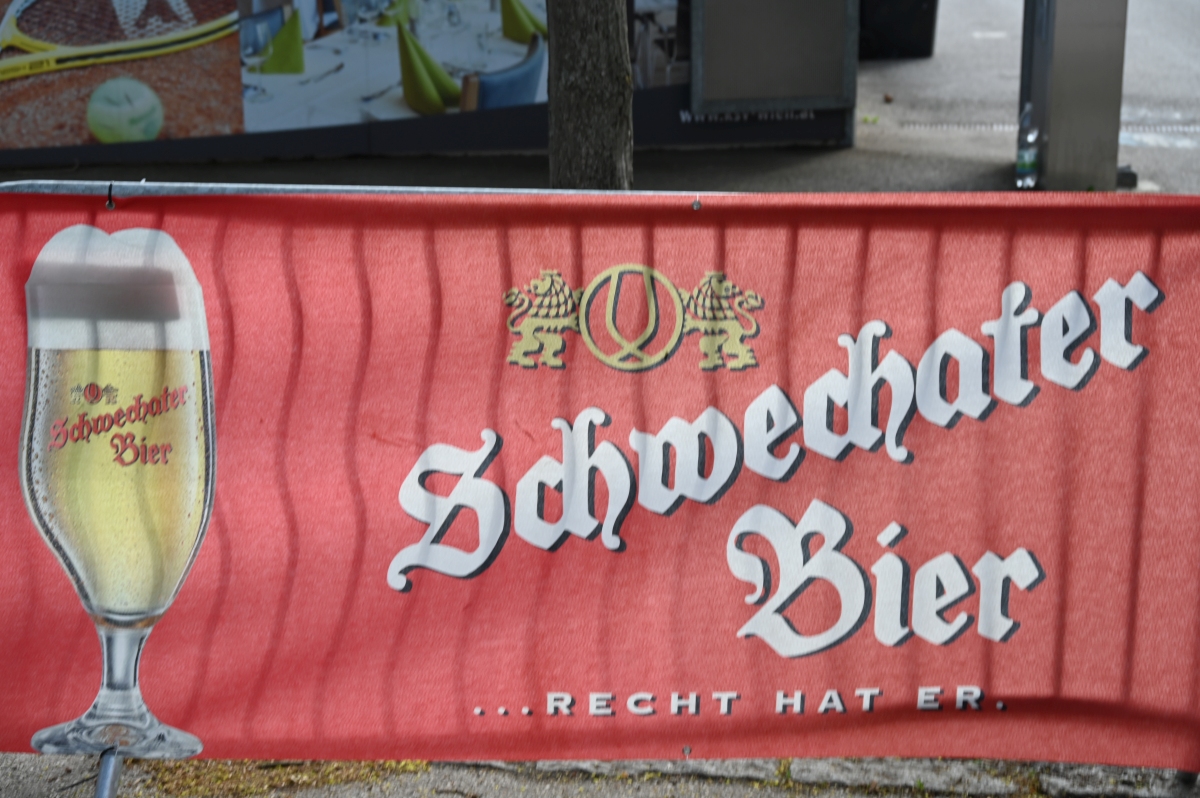 Schwechater
Bier
Schwechater
Bier
...RECHT HAT ER.